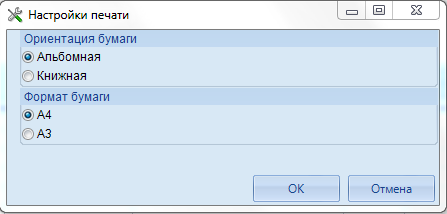 Настройки печати
Ориентация бумаги
Альбомная
Книжная
Формат бумаги
A4
A3
OK Отмена